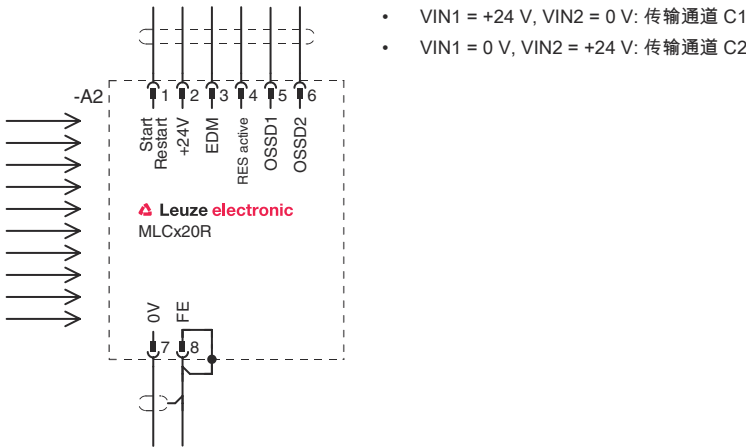 • VIN1 = +24 V, VIN2 = 0 V: 传输通道 C1
• VIN1 = 0 V, VIN2 = +24 V: 传输通道 C2
-A2
1 2 3 4 5 6
Start
Restart
+24V
EDM
RES active
OSSD1
OSSD2
Leuze electronic
MLCx20R
0V
FE
7 8